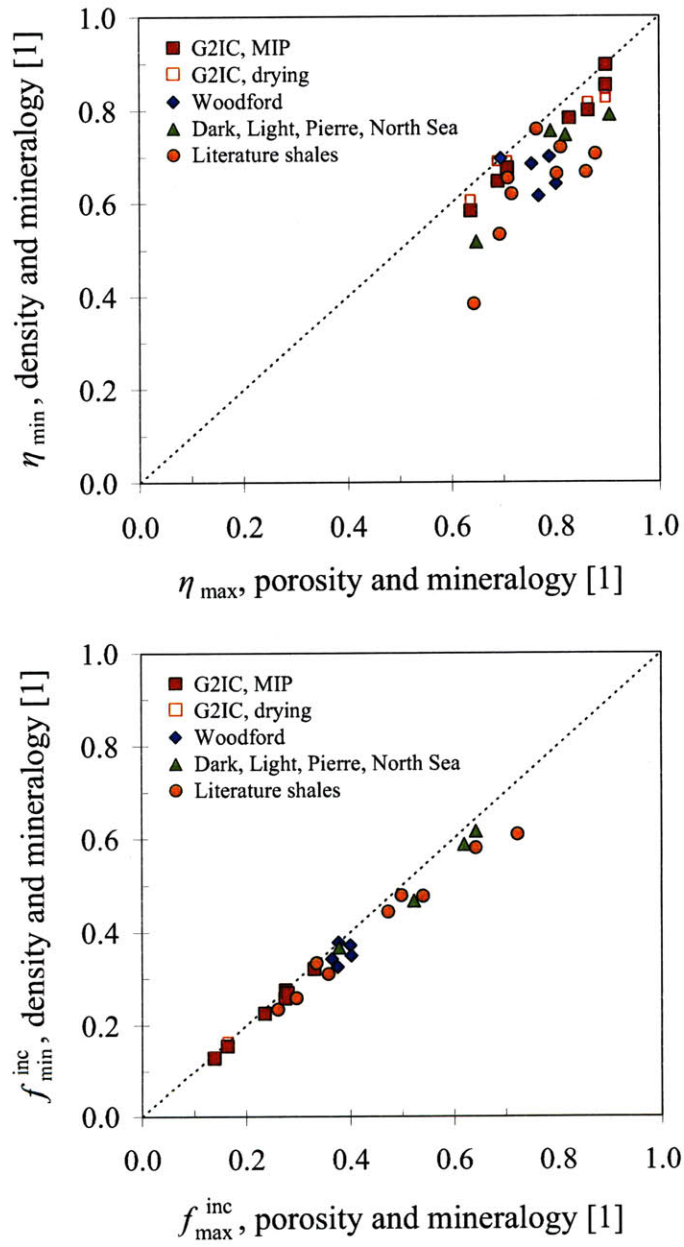 1.0
G2IC, MIP
G2IC, drying
Woodford
Dark, Light, Pierre, North Sea
Literature shales
0.8
0.6
0.4
0.2
0.0
η min, density and mineralogy [1]
0.0 0.2 0.4 0.6 0.8 1.0
η max, porosity and mineralogy [1]
1.0
G2IC, MIP
G2IC, drying
Woodford
Dark, Light, Pierre, North Sea
Literature shales
0.8
0.6
0.4
0.2
0.0
f min inc, density and mineralogy [1]
0.0 0.2 0.4 0.6 0.8 1.0
f max inc, porosity and mineralogy [1]